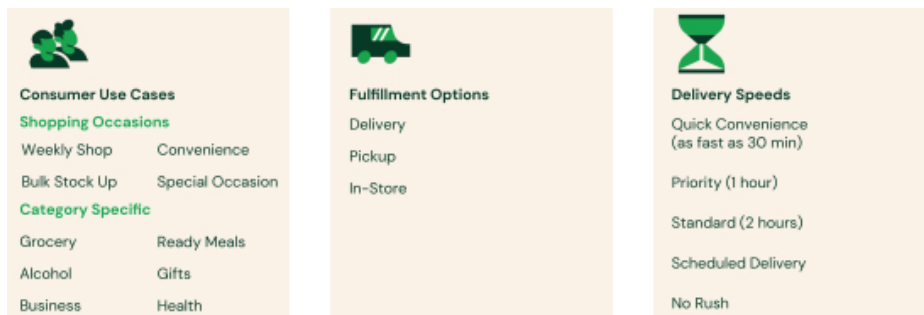 Consumer Use Cases
Shopping Occasions
Weekly Shop
Convenience
Bulk Stock Up
Special Occasion
Category Specific
Grocery
Ready Meals
Alcohol
Gifts
Business
Health
Fulfillment Options
Delivery
Pickup
In-Store
Delivery Speeds
Quick Convenience
(as fast as 30 min)
Priority (1 hour)
Standard (2 hours)
Scheduled Delivery
No Rush